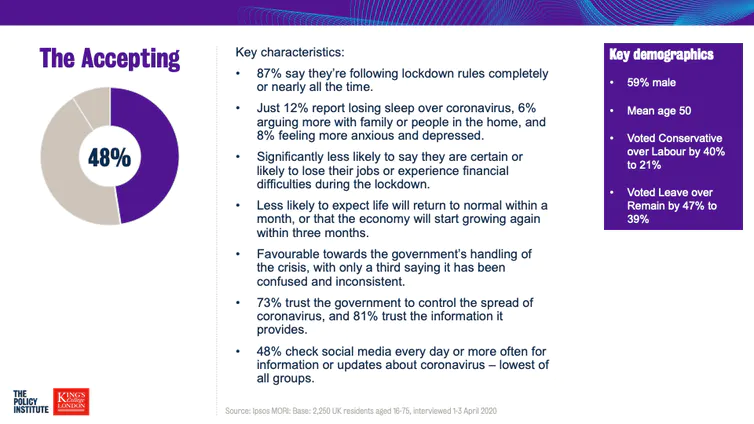 The Accepting
48%
Key characteristics:
• 87% say they're following lockdown rules completely
or nearly all the time.
• Just 12% report losing sleep over coronavirus, 6%
arguing more with family or people in the home, and
8% feeling more anxious and depressed.
• Significantly less likely to say they are certain or
likely to lose their jobs or experience financial
difficulties during the lockdown.
• Less likely to expect life will return to normal within a
month, or that the economy will start growing again
within three months.
• Favourable towards the government's handling of
the crisis, with only a third saying it has been
confused and inconsistent.
• 73% trust the government to control the spread of
coronavirus, and 81% trust the information it
provides.
• 48% check social media every day or more often for
information or updates about coronavirus – lowest of
all groups.
Key demographics
• 59% male
• Mean age 50
• Voted Conservative
over Labour by 40%
to 21%
• Voted Leave over
Remain by 47% to
39%
THE
POLICY
INSTITUTE
KING'S
College
LONDON
Source: Ipsos MORI: Base: 2,250 UK residents aged 16-75, interviewed 1-3 April 2020